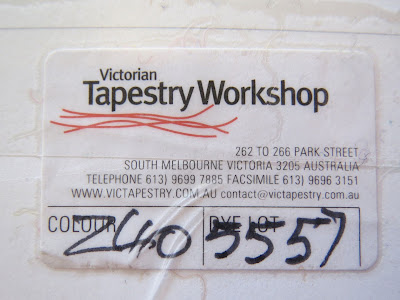 Victorian
Tapestry Workshop
262 TO 266 PARK STREET
SOUTH MELBOURNE VICTORIA 3205 AUSTRALIA
TELEPHONE 613) 9699 7885 FACSIMILE 613) 9696 3151
WWW.VICTAPESTRY.COM.AU contact@victapestry.com.au
COLOUR DYE LOT
240 5557